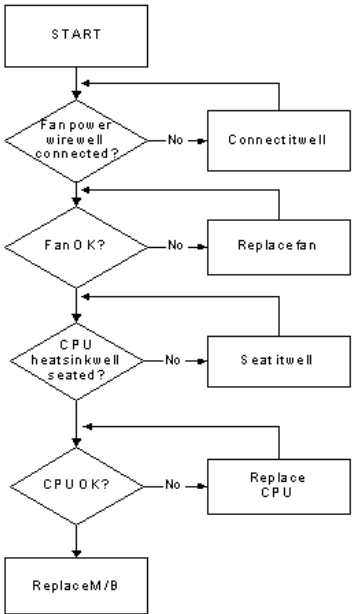 START
Fan power
wire well
connected?
No
Connect it well
Fan OK?
No
Replace fan
CPU
heatsink well
seated?
No
Seat it well
CPU OK?
No
Replace
CPU
Replace M/B